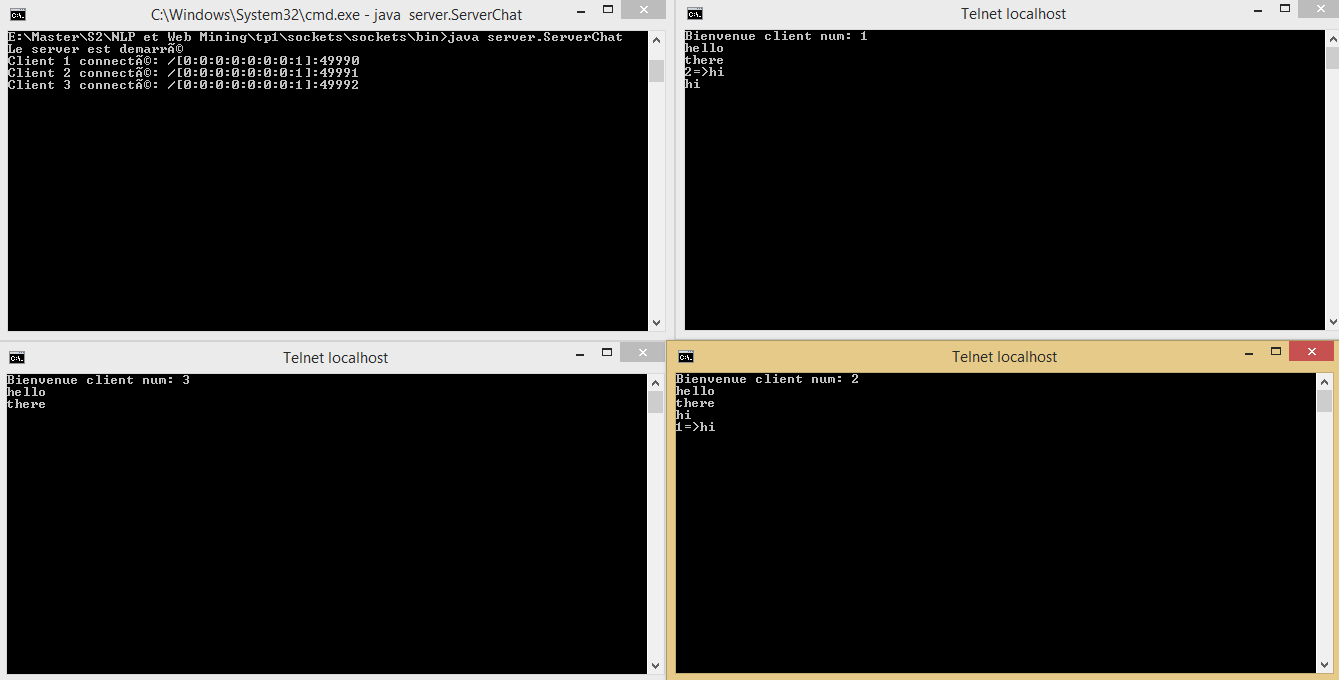 C:\Windows\System32\cmd.exe - java  server.ServerChat
E:\Master\S2\NLP et Web Mining\tp1\sockets\sockets\bin>java server.ServerChat
Le server est demarrÃ©
Client 1 connectÃ©: /[0:0:0:0:0:0:0:1]:49990
Client 2 connectÃ©: /[0:0:0:0:0:0:0:1]:49991
Client 3 connectÃ©: /[0:0:0:0:0:0:0:1]:49992
Telnet localhost
Bienvenue client num: 1
hello
there
2=>hi
hi
Telnet localhost
Bienvenue client num: 3
hello
there
Telnet localhost
Bienvenue client num: 2
hello
there
hi
1=>hi